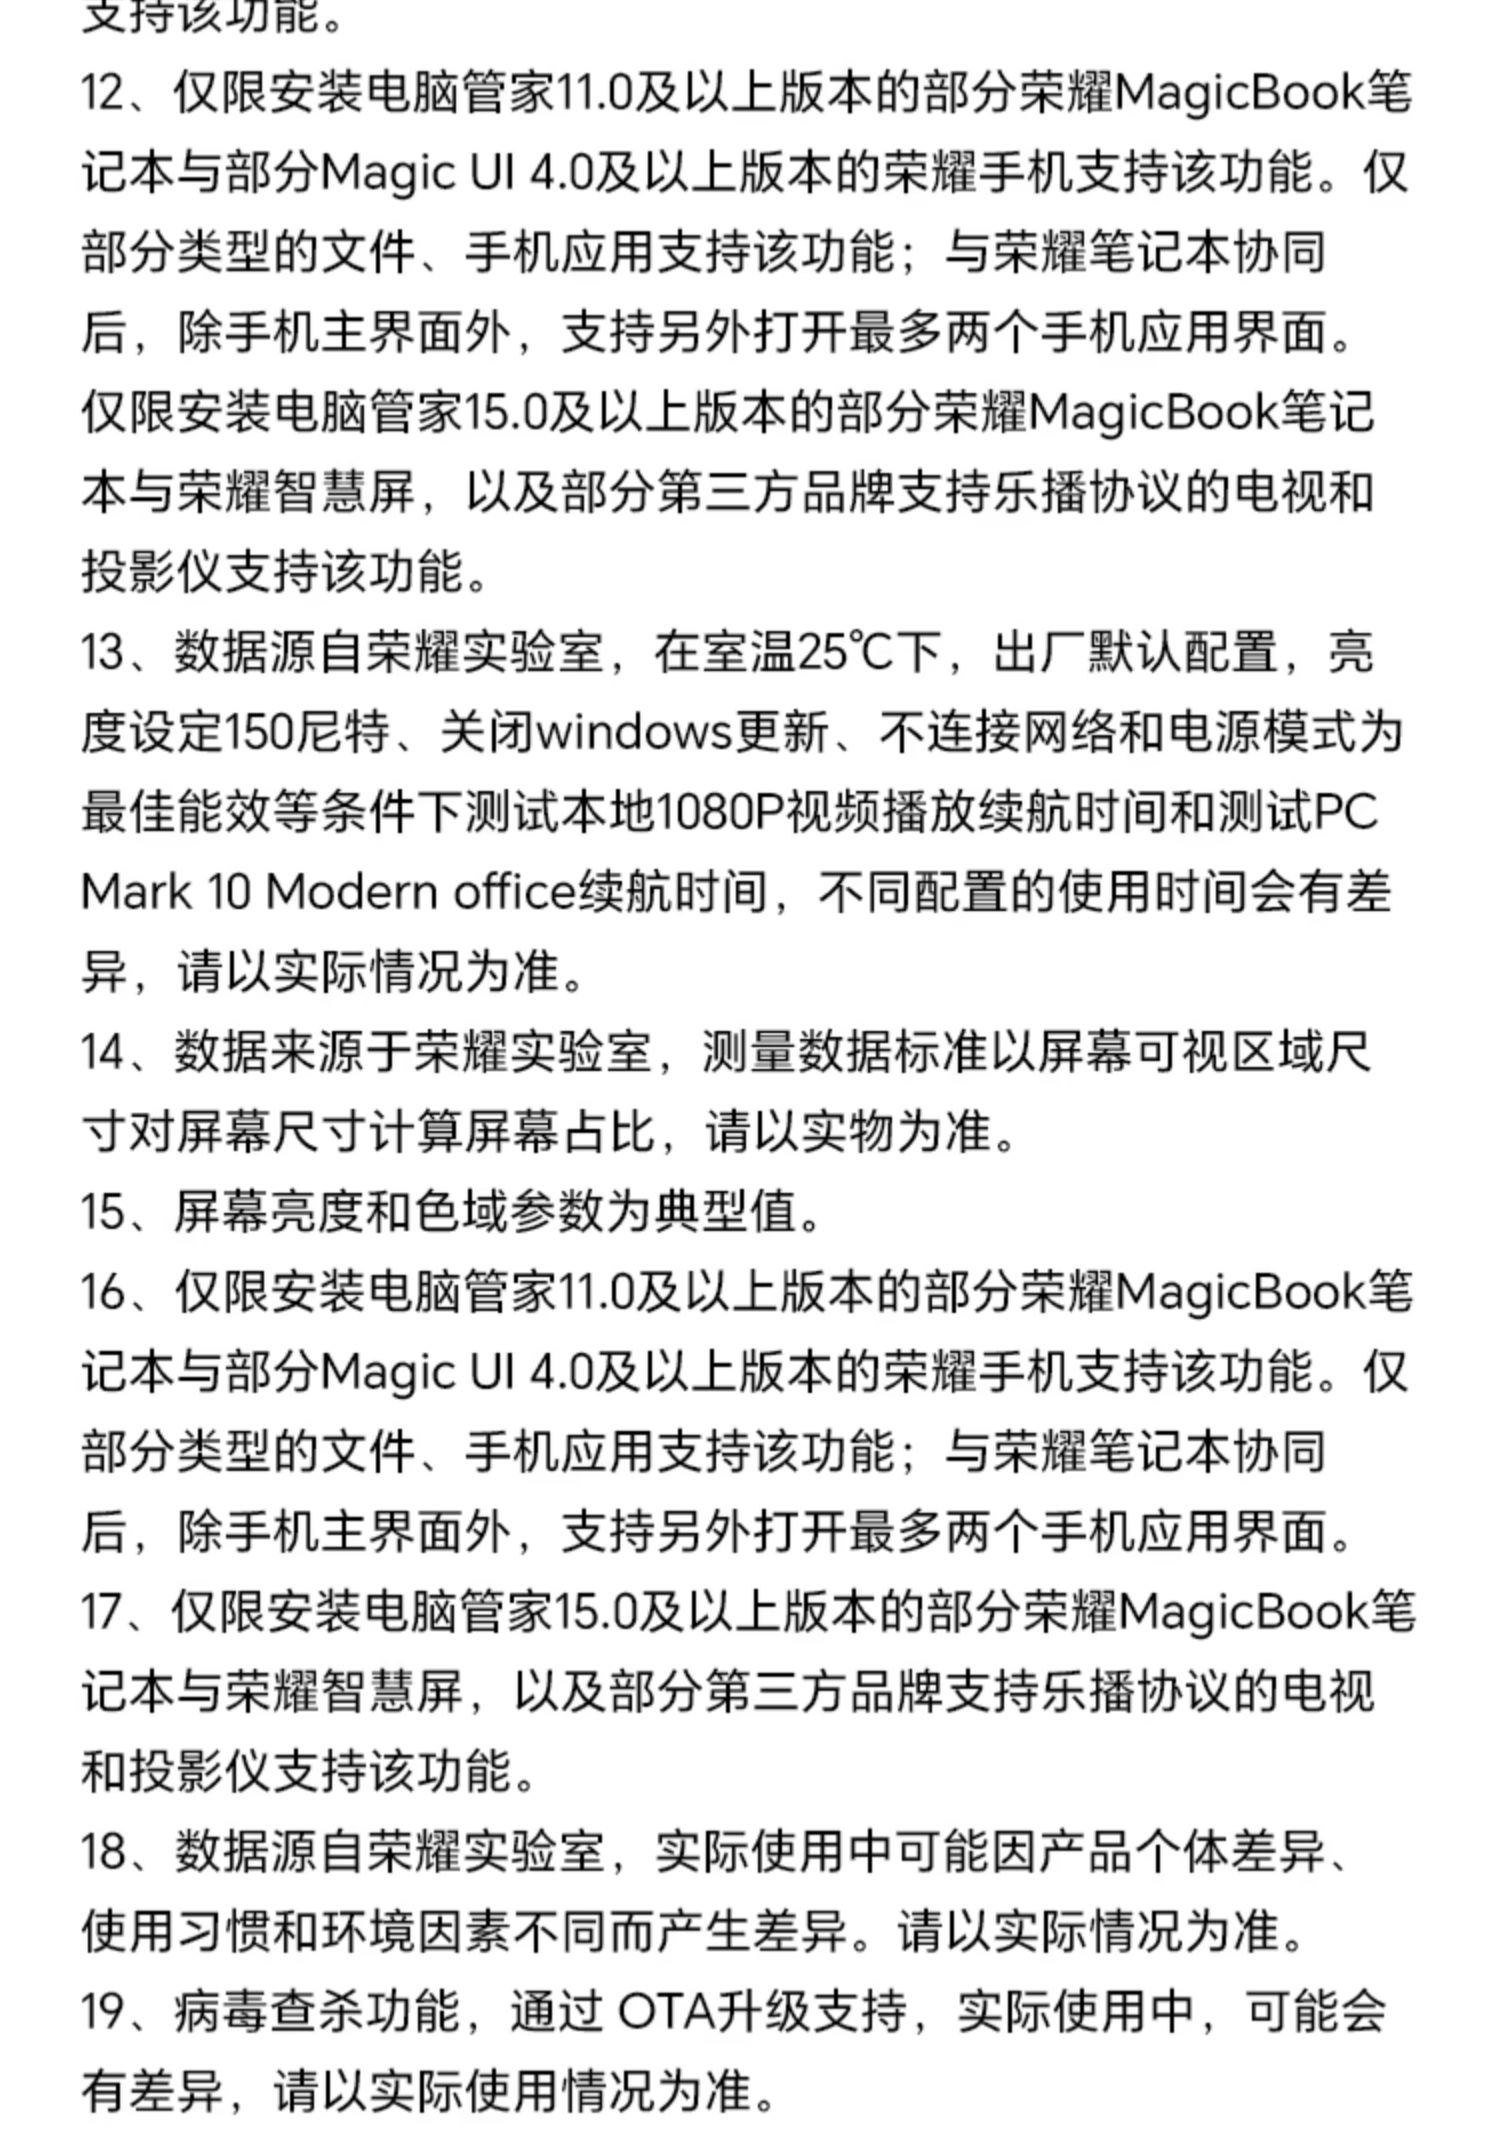 支持该功能。
12、仅限安装电脑管家11.0及以上版本的部分荣耀MagicBook笔
记本与部分Magic UI 4.0及以上版本的荣耀手机支持该功能。仅
部分类型的文件、手机应用支持该功能；与荣耀笔记本协同
后，除手机主界面外，支持另外打开最多两个手机应用界面。
仅限安装电脑管家15.0及以上版本的部分荣耀MagicBook笔记
本与荣耀智慧屏，以及部分第三方品牌支持乐播协议的电视和
投影仪支持该功能。
13、数据源自荣耀实验室，在室温25℃下，出厂默认配置，亮
度设定150尼特、关闭windows更新、不连接网络和电源模式为
最佳能效等条件下测试本地1080P视频播放续航时间和测试PC
Mark 10 Modern office续航时间，不同配置的使用时间会有差
异，请以实际情况为准。
14、数据来源于荣耀实验室，测量数据标准以屏幕可视区域尺
寸对屏幕尺寸计算屏幕占比，请以实物为准。
15、屏幕亮度和色域参数为典型值。
16、仅限安装电脑管家11.0及以上版本的部分荣耀MagicBook笔
记本与部分Magic UI 4.0及以上版本的荣耀手机支持该功能。仅
部分类型的文件、手机应用支持该功能；与荣耀笔记本协同
后，除手机主界面外，支持另外打开最多两个手机应用界面。
17、仅限安装电脑管家15.0及以上版本的部分荣耀MagicBook笔
记本与荣耀智慧屏，以及部分第三方品牌支持乐播协议的电视
和投影仪支持该功能。
18、数据源自荣耀实验室，实际使用中可能因产品个体差异、
使用习惯和环境因素不同而产生差异。请以实际情况为准。
19、病毒查杀功能，通过 OTA升级支持，实际使用中，可能会
有差异，请以实际使用情况为准。